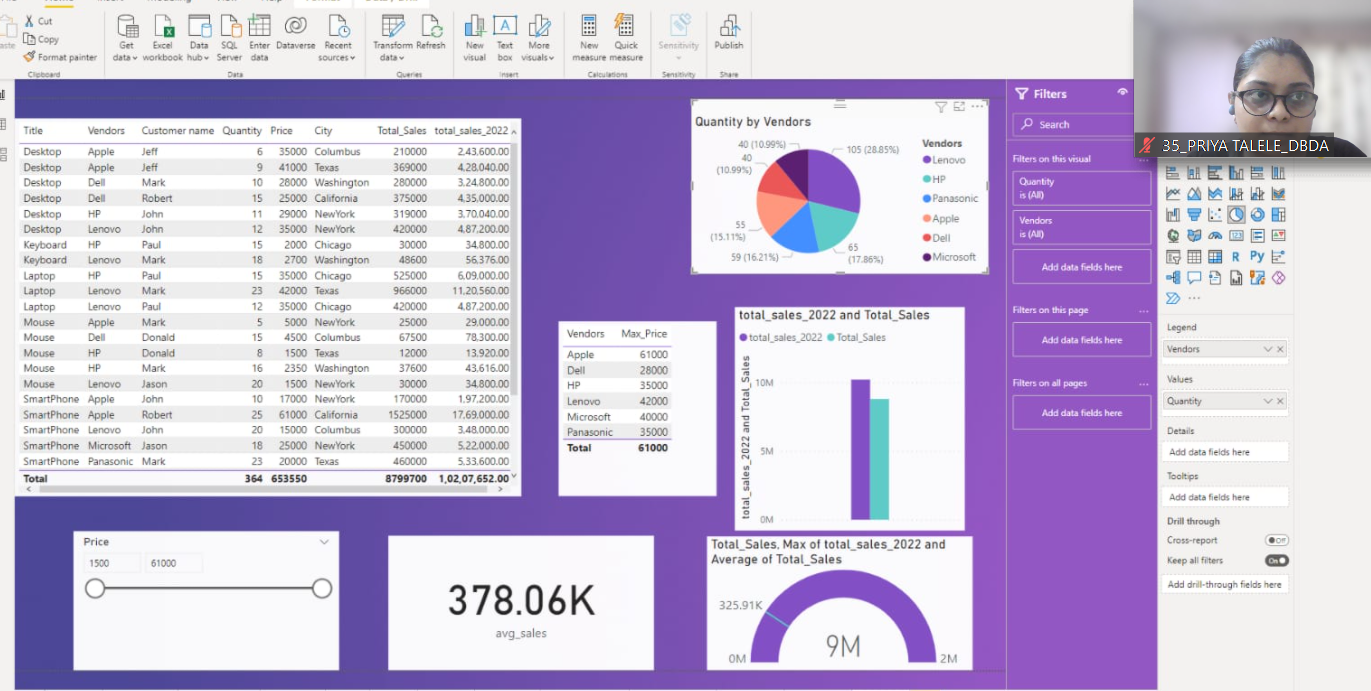 Home
Cut
Copy
Format painter
Clipboard
Get data
Excel workbook
Data hub
SQL Server
Enter data
Dataverse
Recent sources
Data
Transform data
Refresh
Queries
New visual
Text box
More visuals
Insert
New measure
Quick measure
Calculations
Sensitivity
Sensitivity
Publish
Share
Title Vendors Customer name Quantity Price City Total_Sales total_sales_2022
Desktop Apple Jeff 6 35000 Columbus 210000 2,43,600.00
Desktop Apple Jeff 9 41000 Texas 369000 4,28,040.00
Desktop Dell Mark 10 28000 Washington 280000 3,24,800.00
Desktop Dell Robert 15 25000 California 375000 4,35,000.00
Desktop HP John 11 29000 NewYork 319000 3,70,040.00
Desktop Lenovo John 12 35000 NewYork 420000 4,87,200.00
Keyboard HP Paul 15 2000 Chicago 30000 34,800.00
Keyboard Lenovo Mark 18 2700 Washington 48600 56,376.00
Laptop HP Paul 15 35000 Chicago 525000 6,09,000.00
Laptop Lenovo Mark 23 42000 Texas 966000 11,20,560.00
Laptop Lenovo Paul 12 35000 Chicago 420000 4,87,200.00
Mouse Apple Mark 5 5000 NewYork 25000 29,000.00
Mouse Dell Donald 15 4500 Columbus 67500 78,300.00
Mouse HP Donald 8 1500 Texas 12000 13,920.00
Mouse HP Mark 16 2350 Washington 37600 43,616.00
Mouse Lenovo Jason 20 1500 NewYork 30000 34,800.00
SmartPhone Apple John 10 17000 NewYork 170000 1,97,200.00
SmartPhone Apple Robert 25 61000 California 1525000 17,69,000.00
SmartPhone Lenovo John 20 15000 Columbus 300000 3,48,000.00
SmartPhone Microsoft Jason 18 25000 NewYork 450000 5,22,000.00
SmartPhone Panasonic Mark 23 20000 Texas 460000 5,33,600.00
Total 364 653550 8799700 1,02,07,652.00
Quantity by Vendors
40 (10.99%)
105 (28.85%)
40
(10.99%)
55
(15.11%)
59 (16.21%)
65
(17.86%)
Vendors
Lenovo
HP
Panasonic
Apple
Dell
Microsoft
Vendors Max_Price
Apple 61000
Dell 28000
HP 35000
Lenovo 42000
Microsoft 40000
Panasonic 35000
Total 61000
total_sales_2022 and Total_Sales
total_sales_2022 Total_Sales
total_sales_2022 and Total_Sales
10M
5M
0M
Price
1500 61000
378.06K
avg_sales
Total_Sales, Max of total_sales_2022 and
Average of Total_Sales
325.91K
9M
0M
2M
Filters
Search
Filters on this visual
Quantity
is (All)
Vendors
is (All)
Add data fields here
Filters on this page
Add data fields here
Filters on all pages
Add data fields here
35_PRIYA TALELE_DBDA
R Py
Legend
Vendors
Values
Quantity
Details
Add data fields here
Tooltips
Add data fields here
Drill through
Cross-report Off
Keep all filters On
Add drill-through fields here